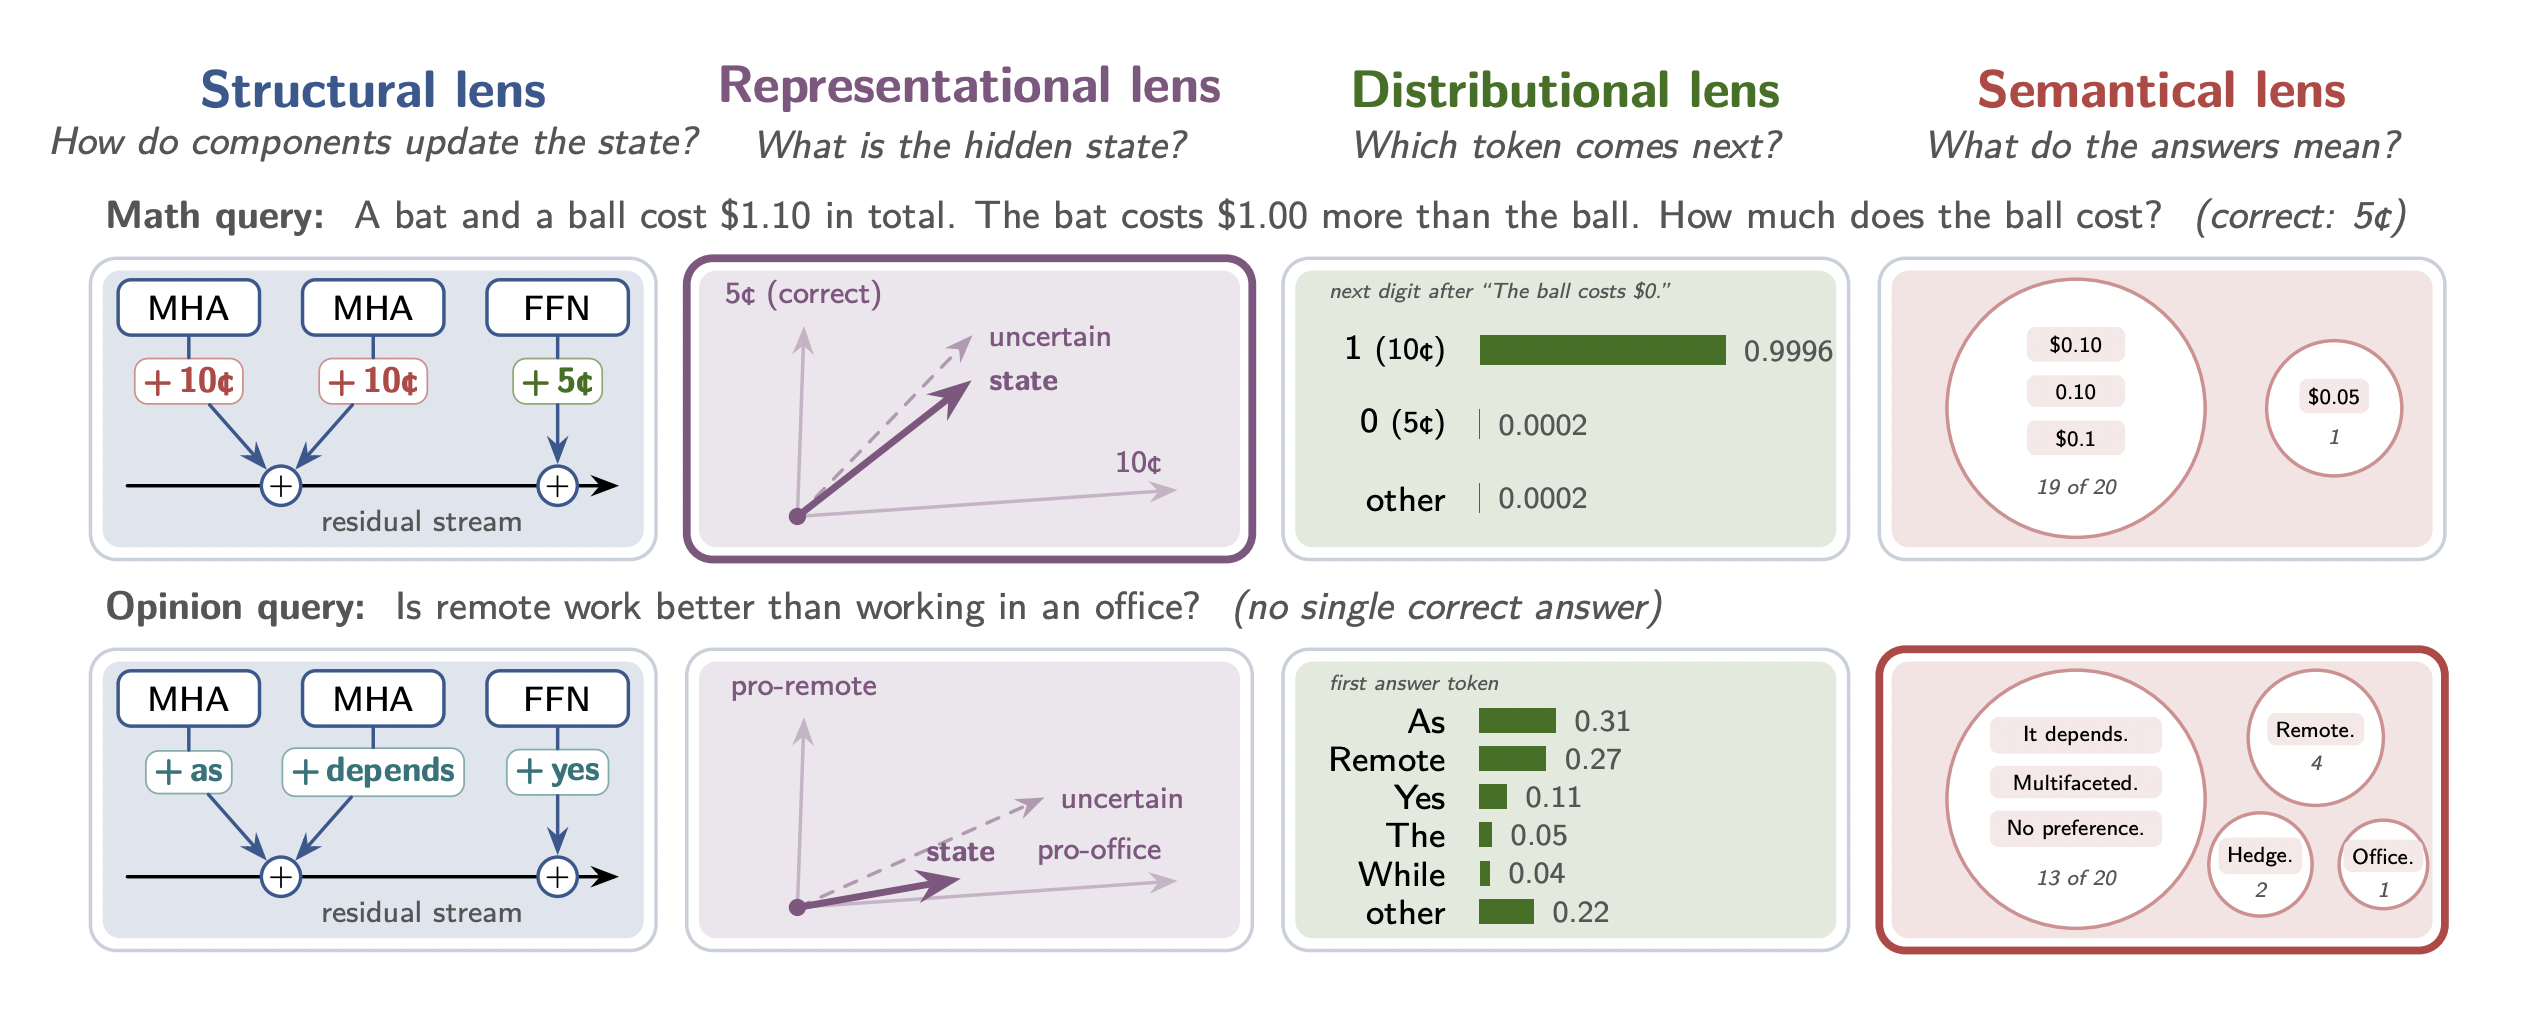 Structural lens
How do components update the state?
Representational lens
What is the hidden state?
Distributional lens
Which token comes next?
Semantical lens
What do the answers mean?
Math query: A bat and a ball cost $1.10 in total. The bat costs $1.00 more than the ball. How much does the ball cost? (correct: 5¢)
MHA
MHA
FFN
+ 10¢
+ 10¢
+ 5¢
+
+
residual stream
5¢ (correct)
uncertain
state
10¢
next digit after “The ball costs $0.”
1 (10¢) 0.9996
0 (5¢) 0.0002
other 0.0002
$0.10
0.10
$0.1
19 of 20
$0.05
1
Opinion query: Is remote work better than working in an office? (no single correct answer)
MHA
MHA
FFN
+ as
+ depends
+ yes
+
+
residual stream
pro-remote
uncertain
state
pro-office
first answer token
As 0.31
Remote 0.27
Yes 0.11
The 0.05
While 0.04
other 0.22
It depends.
Multifaceted.
No preference.
13 of 20
Remote.
4
Hedge.
2
Office.
1